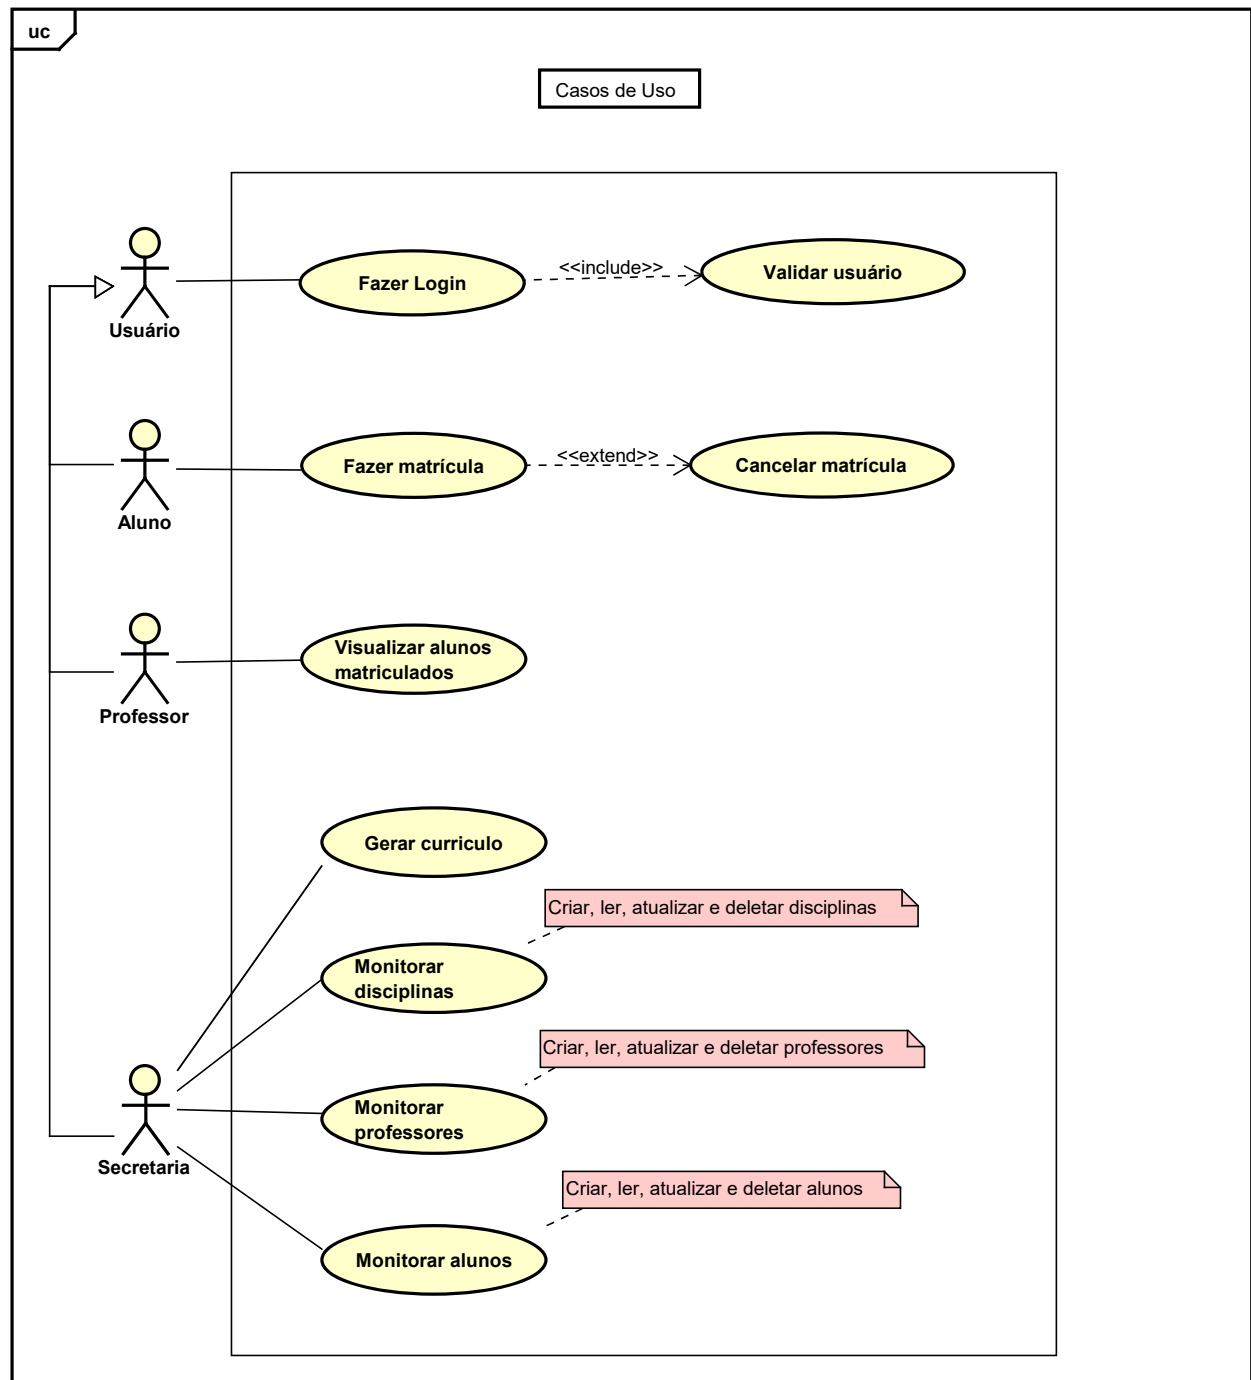 uc
Casos de Uso
Fazer Login
<<include>>
Validar usuário
Usuário
Fazer matrícula
<<extend>>
Cancelar matrícula
Aluno
Visualizar alunos
matriculados
Professor
Gerar curriculo
Criar, ler, atualizar e deletar disciplinas
Monitorar
disciplinas
Criar, ler, atualizar e deletar professores
Monitorar
professores
Secretaria
Criar, ler, atualizar e deletar alunos
Monitorar alunos